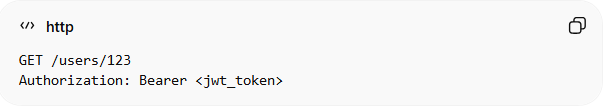 </> http
GET /users/123
Authorization: Bearer <jwt_token>